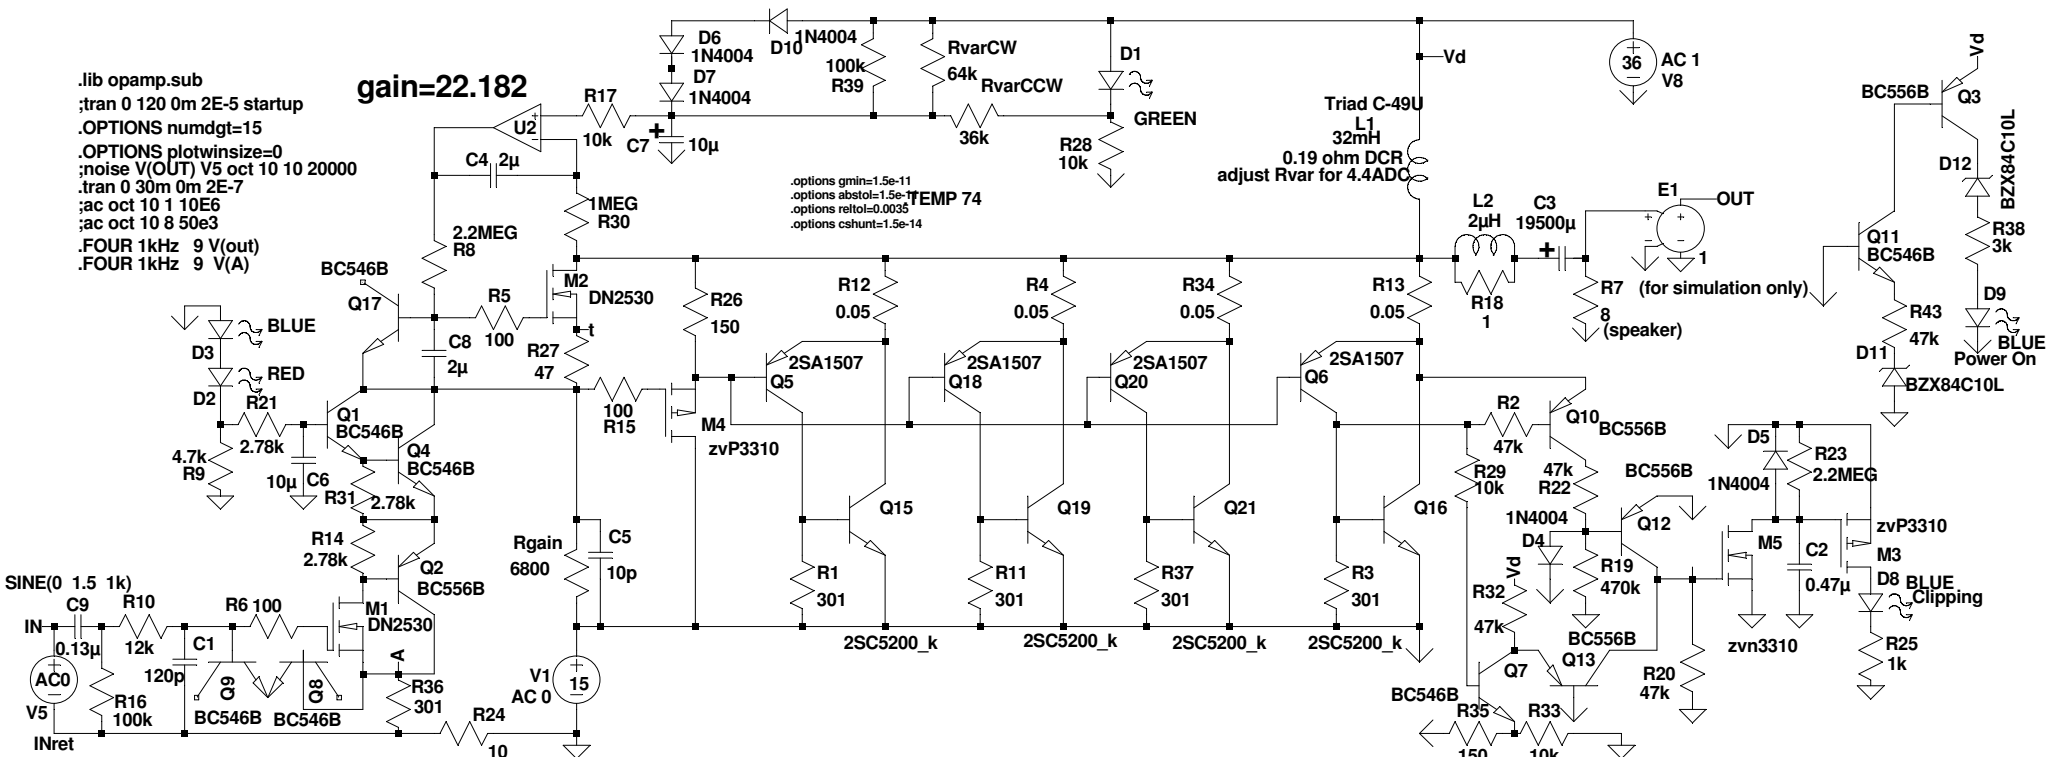 .lib opamp.sub
;tran 0 120 0m 2E-5 startup
.OPTIONS numdgt=15
.OPTIONS plotwinsize=0
;noise V(OUT) V5 oct 10 10 20000
.tran 0 30m 0m 2E-7
;ac oct 10 1 10E6
;ac oct 10 8 50e3
.FOUR 1kHz 9 V(out)
.FOUR 1kHz 9 V(A)
gain=22.182
D6
1N4004
D7
1N4004
D10
1N4004
100k
R39
RvarCW
64k
RvarCCW
36k
D1
GREEN
R28
10k
R17
10k
C7
10µ
U2
C4
2µ
1MEG
R30
2.2MEG
R8
.options gmin=1.5e-11
.options reltol=0.0035
.options cshunt=1.5e-14
TEMP 74
Triad C-49U
L1
32mH
0.19 ohm DCR
adjust Rvar for 4.4ADC
Vd
36
AC 1
V8
L2
2µH
R18
1
C3
19500µ
E1
OUT
1
R7
8
(for simulation only)
(speaker)
BC556B
Vd
Q3
D12
BZX84C10L
R38
3k
Q11
BC546B
R43
47k
D9
BLUE
Power On
D11
BZX84C10L
BC546B
Q17
R5
100
M2
DN2530
t
R27
47
C8
2µ
R26
150
R12
0.05
R4
0.05
R34
0.05
R13
0.05
BLUE
D3
RED
D2
R21
2.78k
4.7k
R9
10µ
C6
Q1
BC546B
Q4
BC546B
R31
2.78k
R14
2.78k
Q2
BC556B
100
R15
M4
zvP3310
Q5
2SA1507
Q18
2SA1507
Q20
2SA1507
Q6
2SA1507
Q15
Q19
Q21
Q16
R1
301
R11
301
R37
301
R3
301
2SC5200_k
2SC5200_k
2SC5200_k
2SC5200_k
Rgain
6800
C5
10p
V1
AC 0
15
SINE(0 1.5 1k)
IN
C9
0.13µ
R10
12k
R6
100
M1
DN2530
C1
120p
AC0
V5
R16
100k
INret
Q9
Q8
BC546B
BC546B
A
R36
301
R24
10
R2
47k
Q10
BC556B
R29
10k
47k
R22
BC556B
Q12
1N4004
D4
R19
470k
Vd
R32
47k
BC556B
Q13
Q7
BC546B
R35
150
R33
10k
R20
47k
D5
1N4004
R23
2.2MEG
M5
zvn3310
C2
0.47µ
zvP3310
M3
D8
BLUE
Clipping
R25
1k